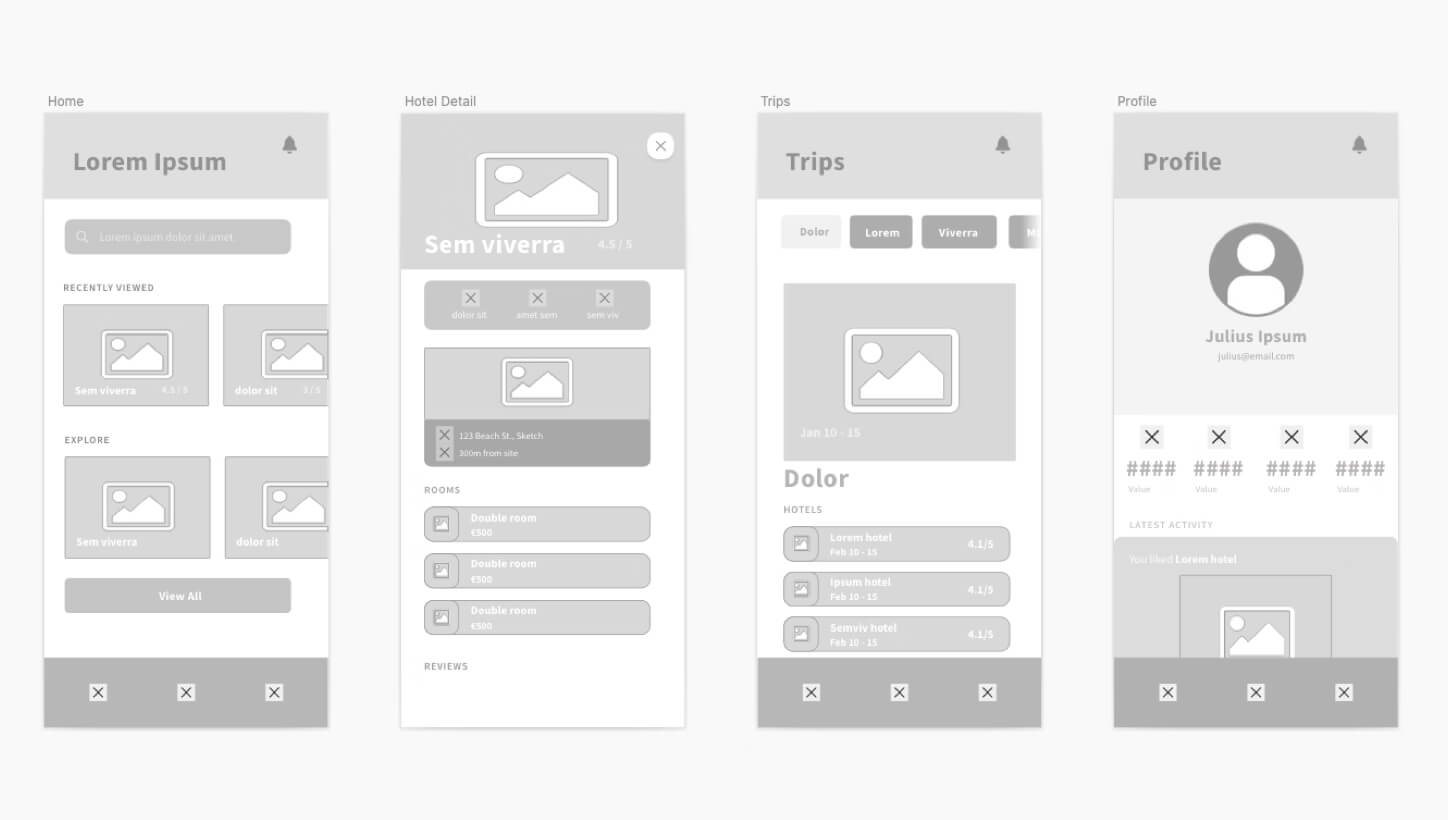 Home
Lorem Ipsum
Lorem ipsum dolor sit amet
RECENTLY VIEWED
Sem viverra 4.5 / 5
dolor sit 3 / 5
EXPLORE
Sem viverra
dolor sit
View All
Hotel Detail
Sem viverra 4.5 / 5
dolor sit amet sem sem viv
123 Beach St., Sketch
300m from site
ROOMS
Double room
€500
Double room
€500
Double room
€500
REVIEWS
Trips
Trips
Dolor Lorem Viverra
Jan 10 - 15
Dolor
HOTELS
Lorem hotel
Feb 10 - 15
4.1/5
Ipsum hotel
Feb 10 - 15
4.1/5
Semviv hotel
Feb 10 - 15
4.1/5
Profile
Profile
Julius Ipsum
julius@email.com
#### #### #### ####
Value Value Value Value
LATEST ACTIVITY
You liked Lorem hotel